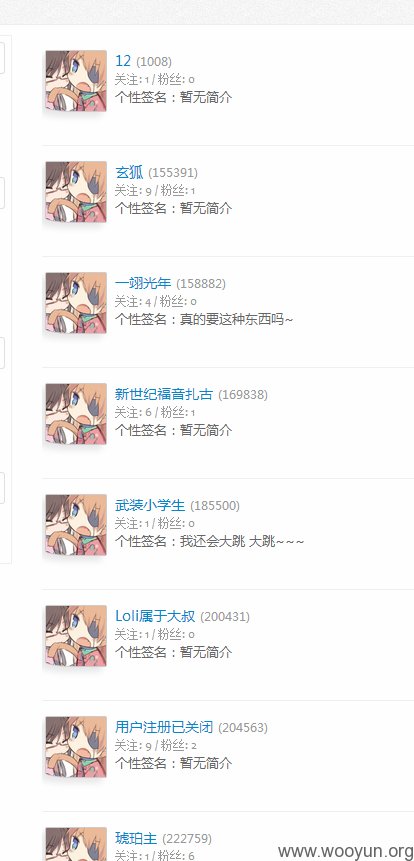 12 (1008)
关注: 1 / 粉丝: 0
个性签名：暂无简介
玄狐 (155391)
关注: 9 / 粉丝: 1
个性签名：暂无简介
一翊光年 (158882)
关注: 4 / 粉丝: 0
个性签名：真的要这种东西吗~
新世纪福音扎古 (169838)
关注: 6 / 粉丝: 1
个性签名：暂无简介
武装小学生 (185500)
关注: 1 / 粉丝: 0
个性签名：我还会大跳 大跳~~~
Loli属于大叔 (200431)
关注: 1 / 粉丝: 0
个性签名：暂无简介
用户注册已关闭 (204563)
关注: 9 / 粉丝: 2
个性签名：暂无简介
琥珀主 (222759)
关注: 1 / 粉丝: 6
www.wooyun.org